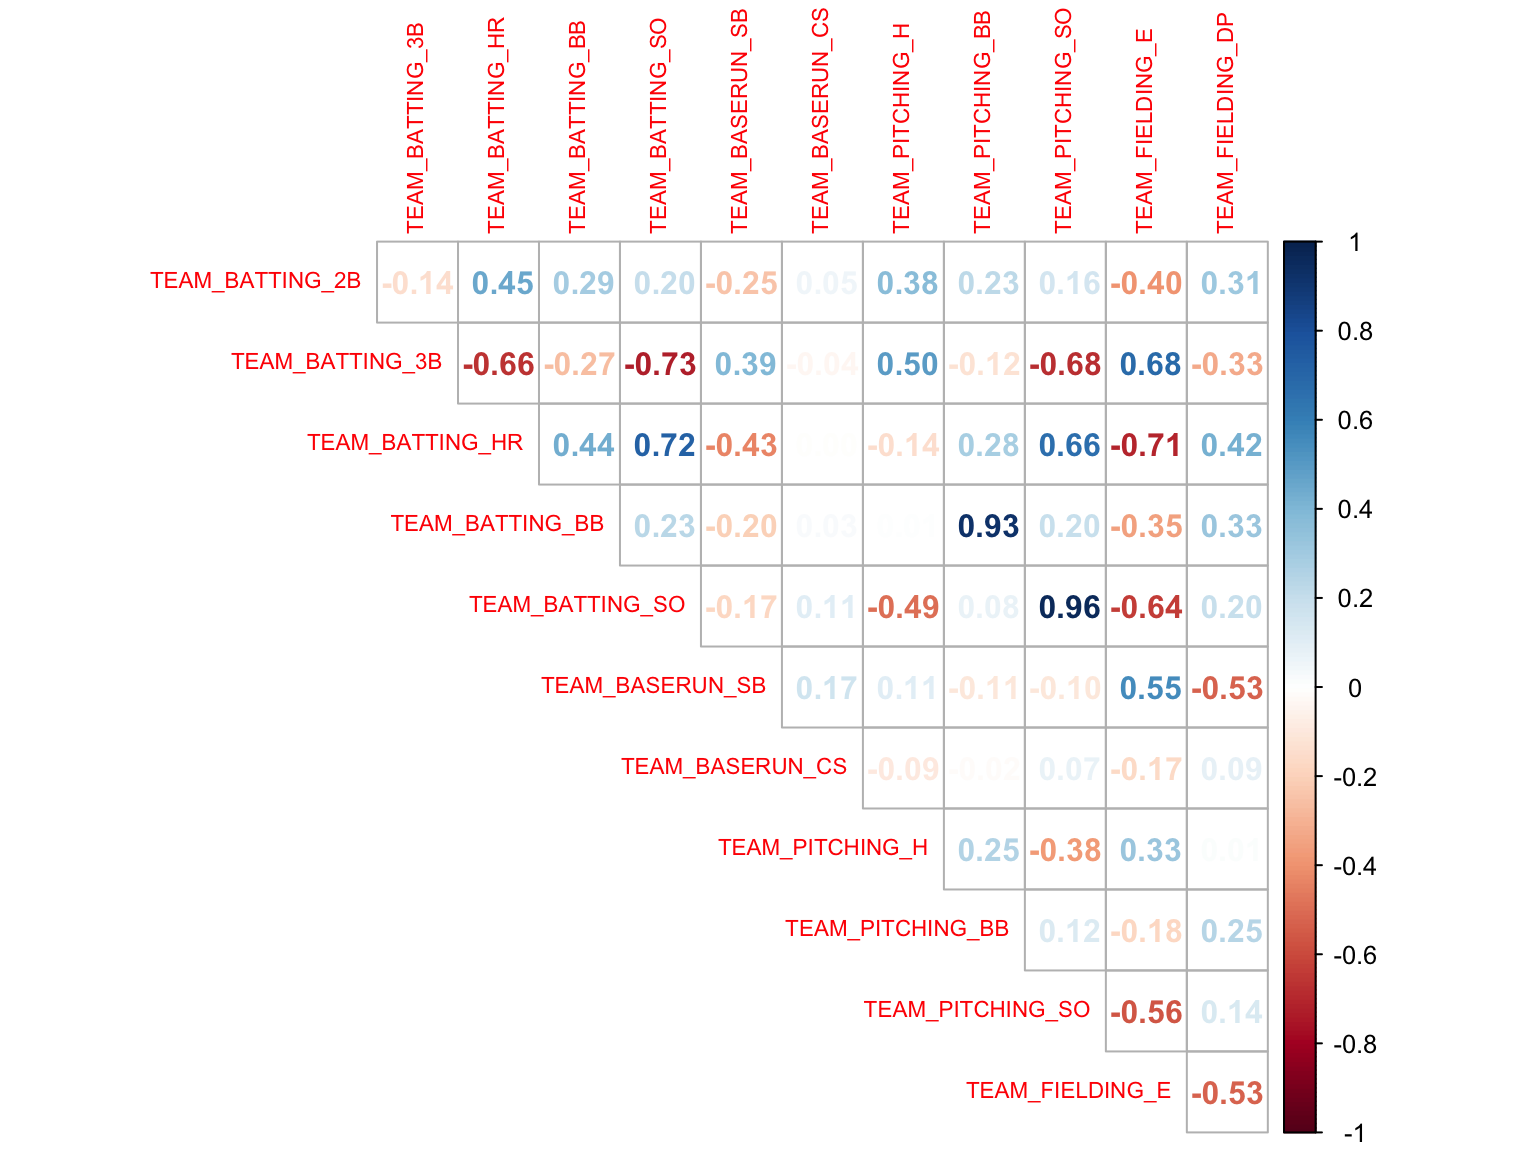 TEAM_BATTING_3B TEAM_BATTING_HR TEAM_BATTING_BB TEAM_BATTING_SO TEAM_BASERUN_SB TEAM_BASERUN_CS TEAM_PITCHING_H TEAM_PITCHING_BB TEAM_PITCHING_SO TEAM_FIELDING_E TEAM_FIELDING_DP
TEAM_BATTING_2B -0.14 0.45 0.29 0.20 -0.25 0.05 0.38 0.23 0.16 -0.40 0.31
TEAM_BATTING_3B -0.66 -0.27 -0.73 0.39 -0.04 0.50 -0.12 -0.68 0.68 -0.33
TEAM_BATTING_HR 0.44 0.72 -0.43 -0.14 0.28 0.66 -0.71 0.42
TEAM_BATTING_BB 0.23 -0.20 0.03 0.93 0.20 -0.35 0.33
TEAM_BATTING_SO -0.17 0.11 -0.49 0.08 0.96 -0.64 0.20
TEAM_BASERUN_SB 0.17 0.11 -0.11 -0.10 0.55 -0.53
TEAM_BASERUN_CS -0.09 -0.02 0.07 -0.17 0.09
TEAM_PITCHING_H 0.25 -0.38 0.33 0.01
TEAM_PITCHING_BB 0.12 -0.18 0.25
TEAM_PITCHING_SO -0.56 0.14
TEAM_FIELDING_E -0.53
1
0.8
0.6
0.4
0.2
0
-0.2
-0.4
-0.6
-0.8
-1